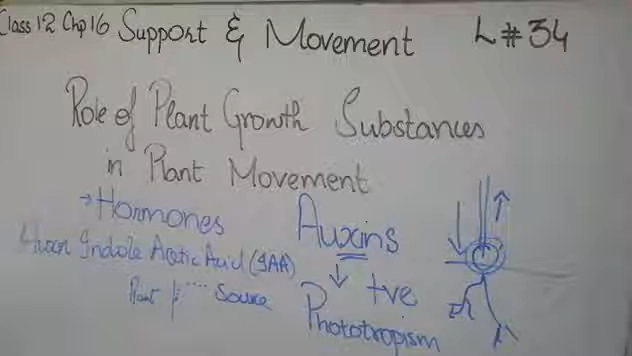 Class 12 Chp 16 Support & Movement L # 34
Role of Plant Growth Substances
in Plant Movement
→ Hormones
Auxins
Indole Acetic Acid (IAA)
↓ +ve
Plant Source
Phototropism